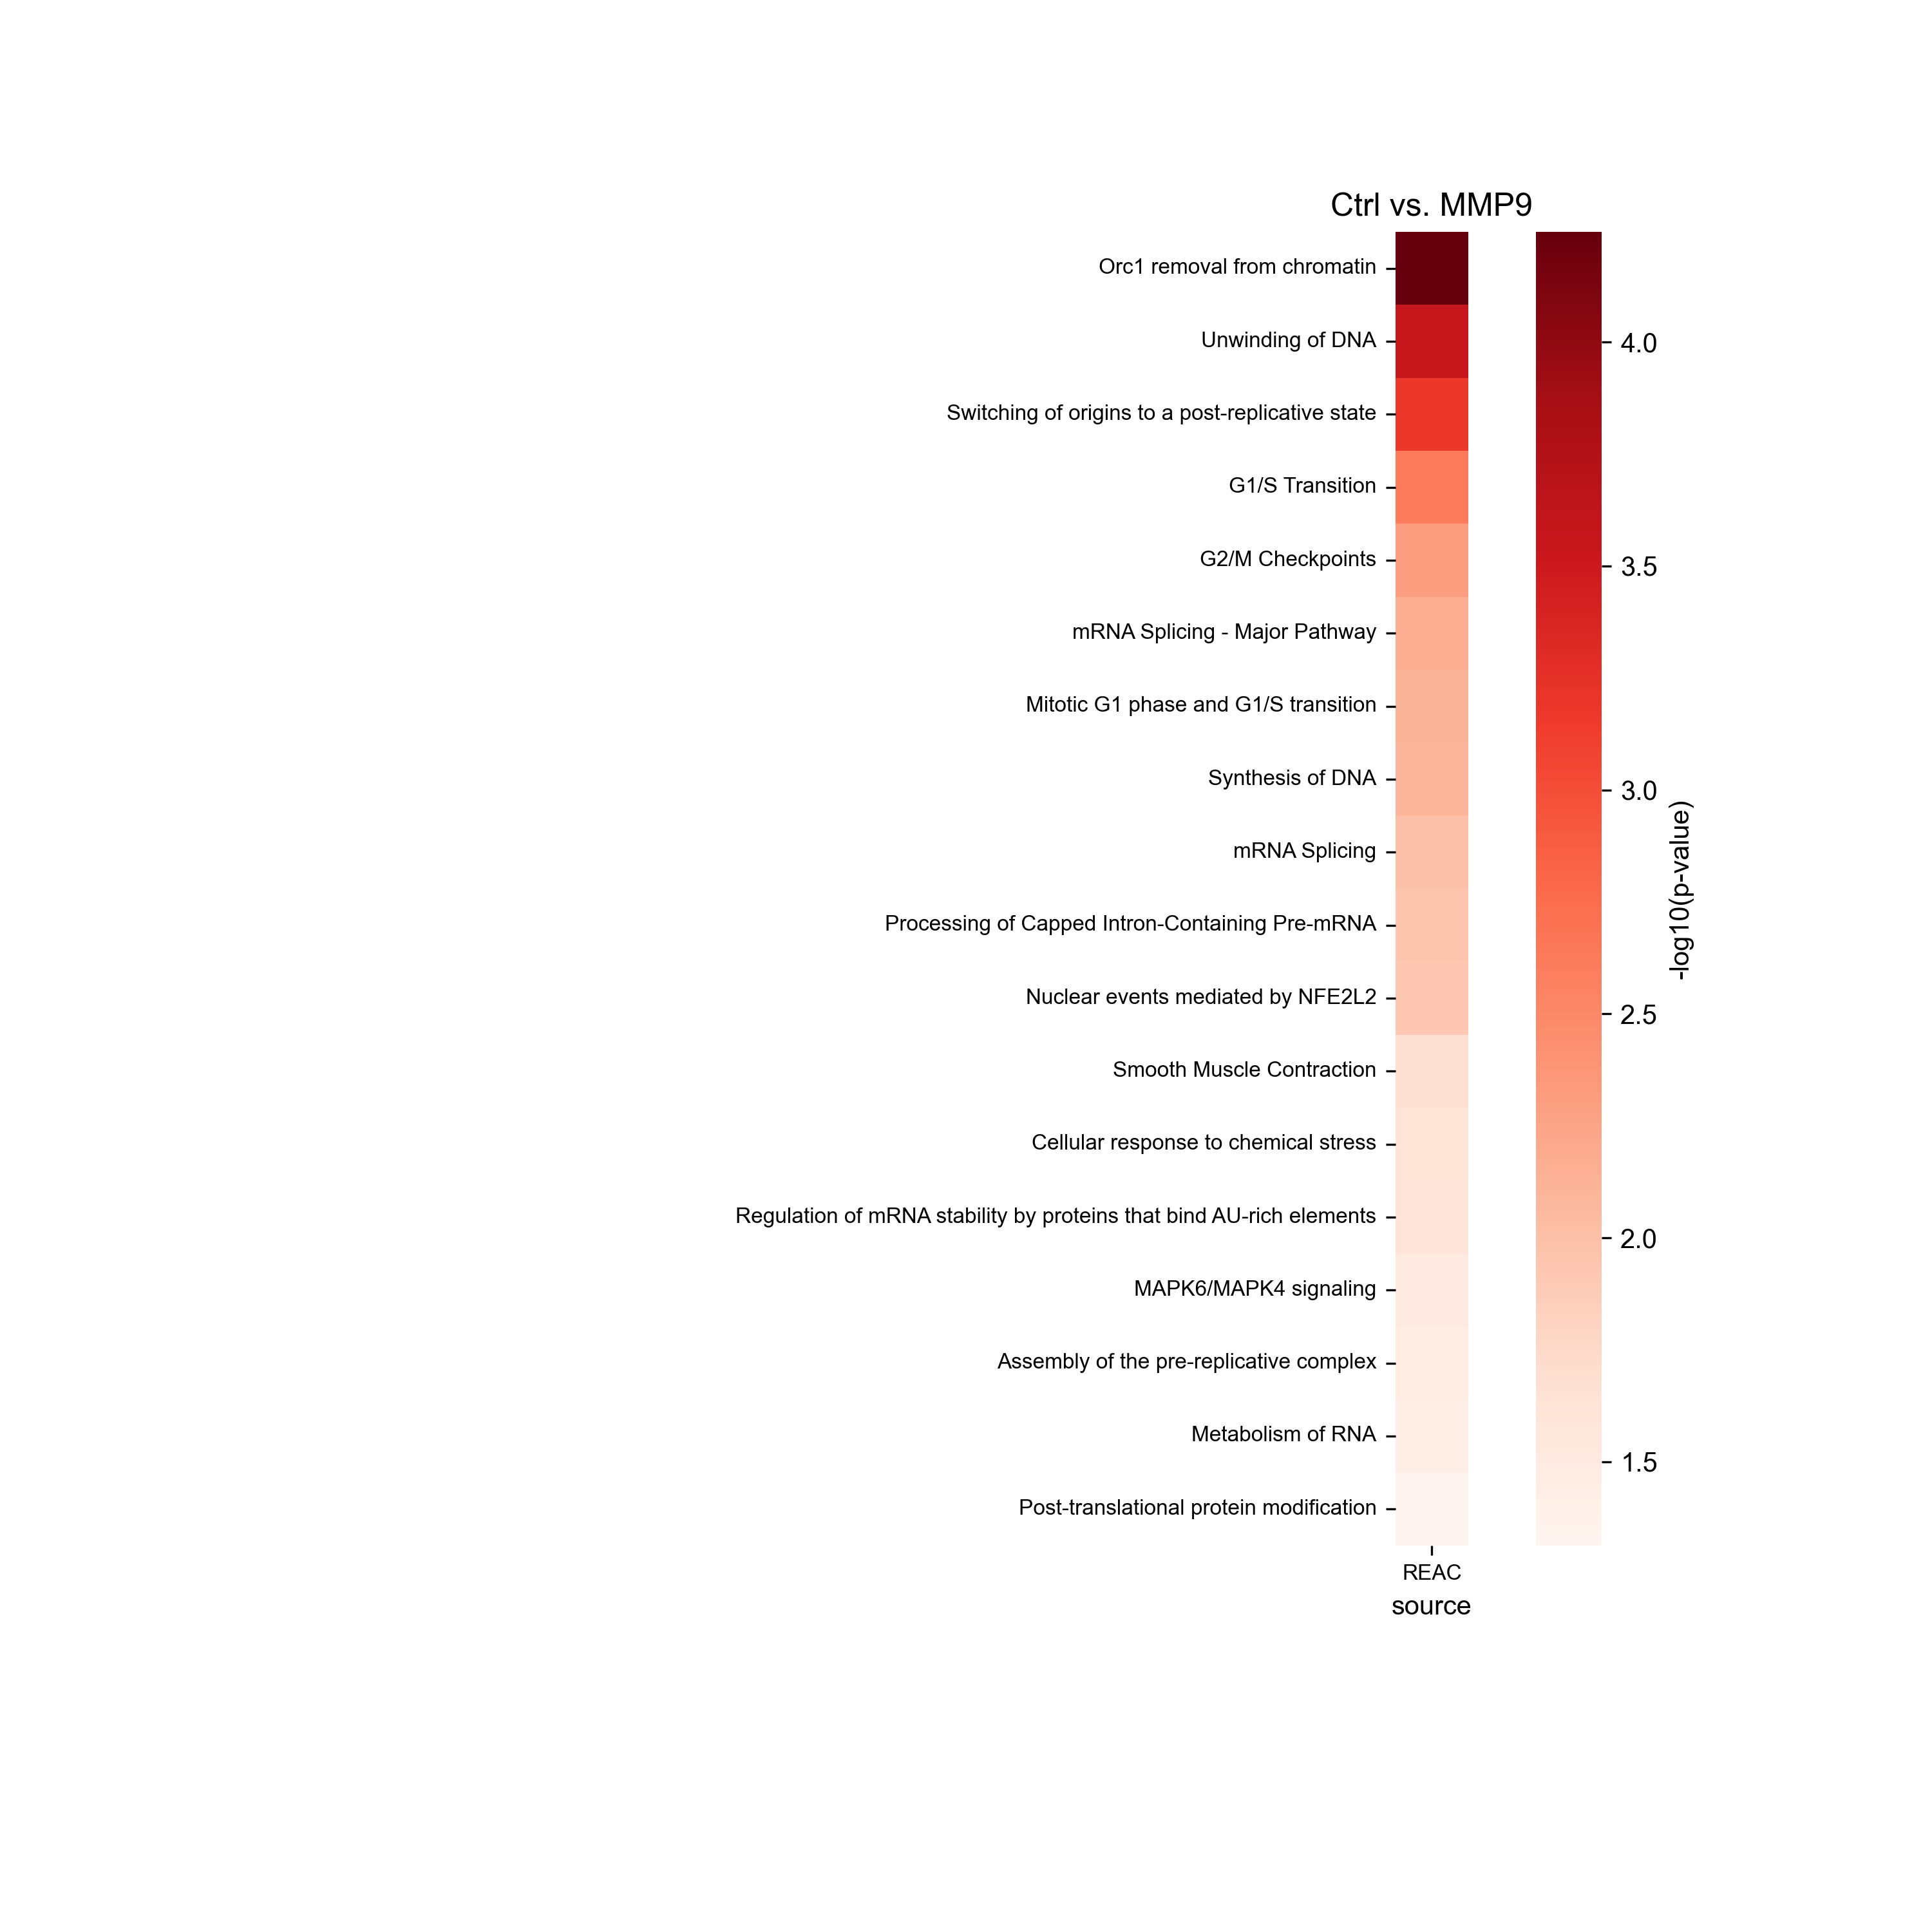 Ctrl vs. MMP9
Orc1 removal from chromatin
Unwinding of DNA
Switching of origins to a post-replicative state
G1/S Transition
G2/M Checkpoints
mRNA Splicing - Major Pathway
Mitotic G1 phase and G1/S transition
Synthesis of DNA
mRNA Splicing
Processing of Capped Intron-Containing Pre-mRNA
Nuclear events mediated by NFE2L2
Smooth Muscle Contraction
Cellular response to chemical stress
Regulation of mRNA stability by proteins that bind AU-rich elements
MAPK6/MAPK4 signaling
Assembly of the pre-replicative complex
Metabolism of RNA
Post-translational protein modification
REAC
source
4.0
3.5
3.0
2.5
2.0
1.5
-log10(p-value)